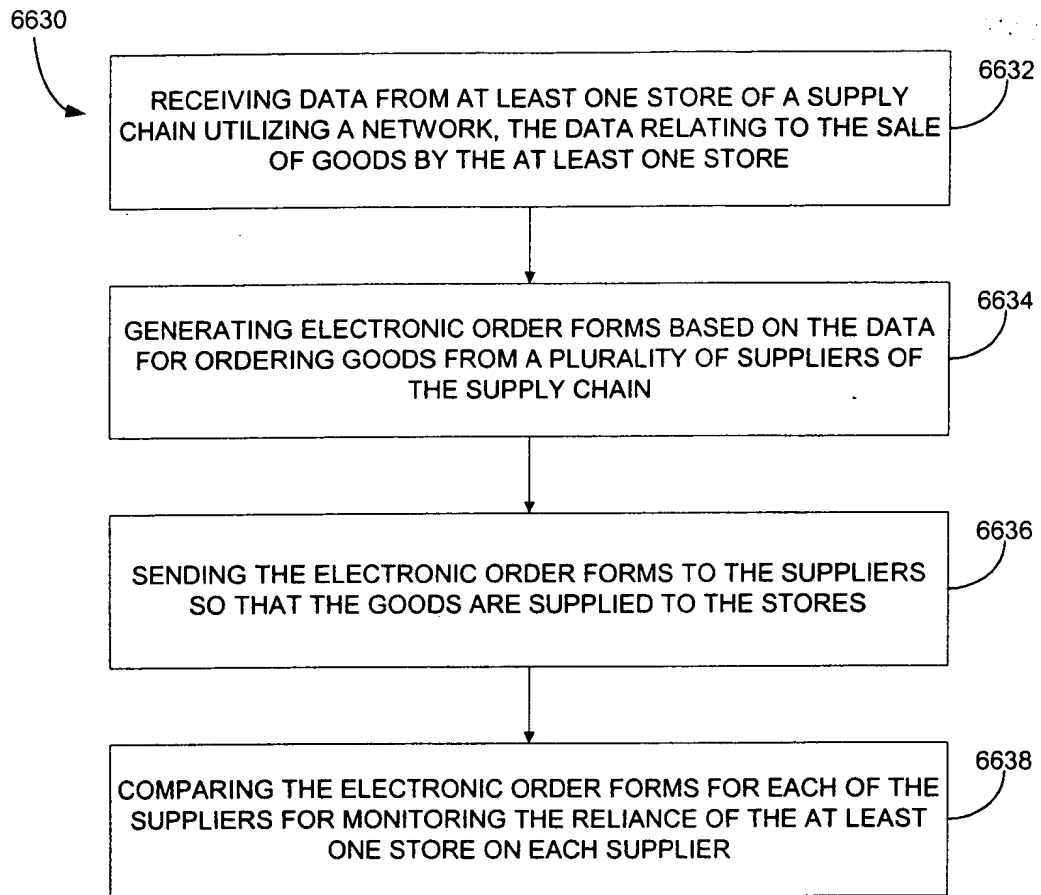 6630
6632
RECEIVING DATA FROM AT LEAST ONE STORE OF A SUPPLY
CHAIN UTILIZING A NETWORK, THE DATA RELATING TO THE SALE
OF GOODS BY THE AT LEAST ONE STORE
6634
GENERATING ELECTRONIC ORDER FORMS BASED ON THE DATA
FOR ORDERING GOODS FROM A PLURALITY OF SUPPLIERS OF
THE SUPPLY CHAIN
6636
SENDING THE ELECTRONIC ORDER FORMS TO THE SUPPLIERS
SO THAT THE GOODS ARE SUPPLIED TO THE STORES
6638
COMPARING THE ELECTRONIC ORDER FORMS FOR EACH OF THE
SUPPLIERS FOR MONITORING THE RELIANCE OF THE AT LEAST
ONE STORE ON EACH SUPPLIER